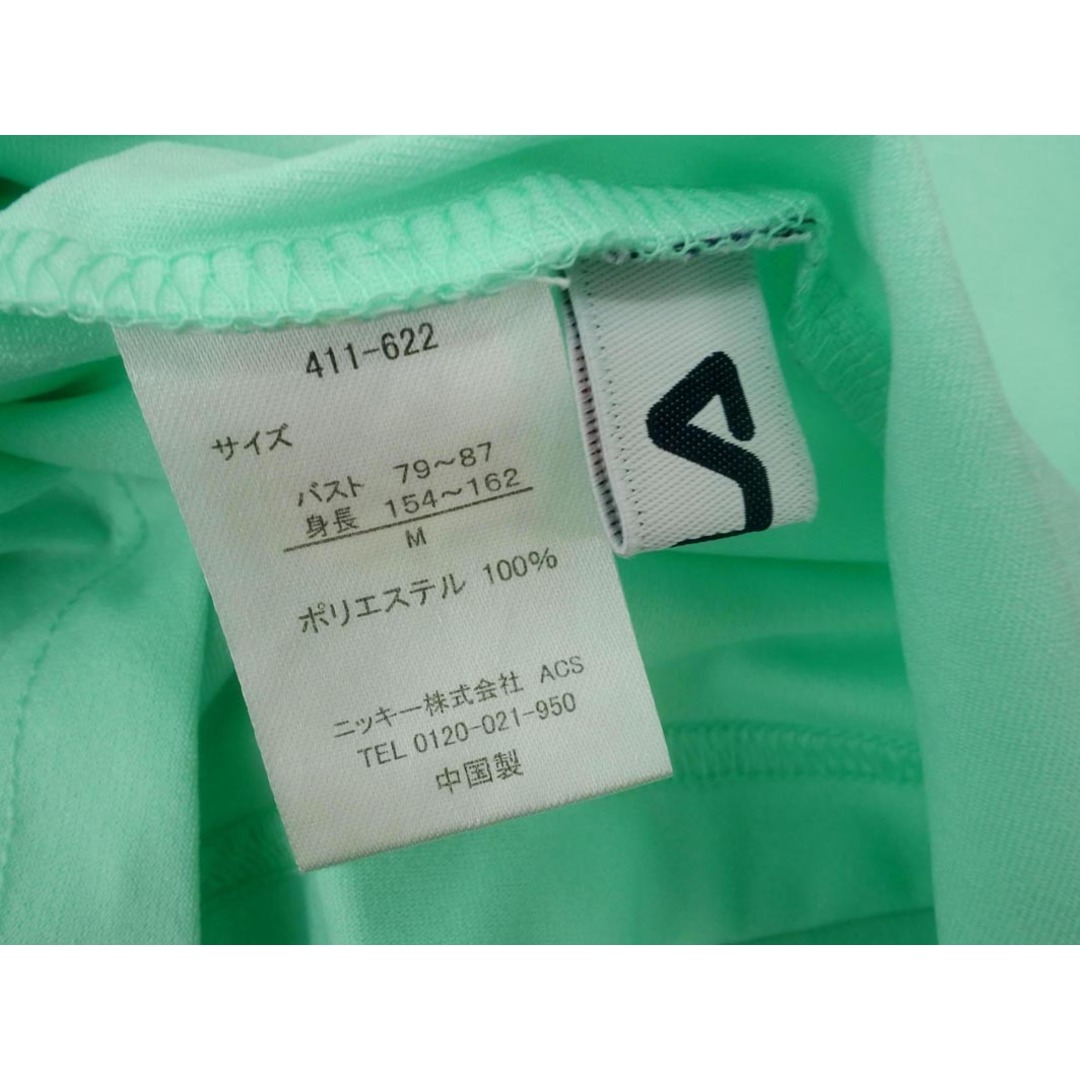 411-622
サイズ
バスト 79～87
身長 154～162
M
ポリエステル 100%
ニッキー株式会社 ACS
TEL 0120-021-950
中国製